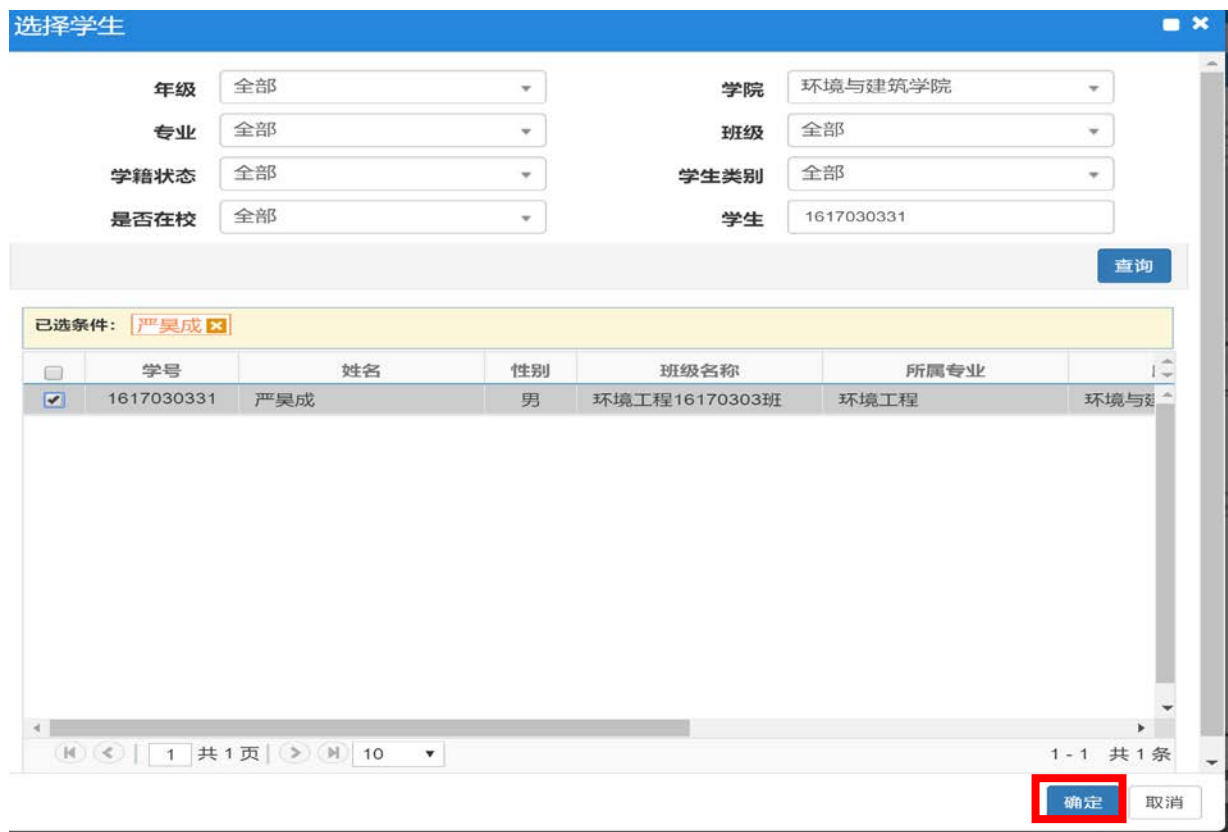 选择学生
年级 全部 学院 环境与建筑学院
专业 全部 班级 全部
学籍状态 全部 学生类别 全部
是否在校 全部 学生 1617030331
查询
已选条件： 严昊成
学号 姓名 性别 班级名称 所属专业
1617030331 严昊成 男 环境工程16170303班 环境工程 环境与建
1 共 1 页 10 1 - 1 共 1 条
确定 取消